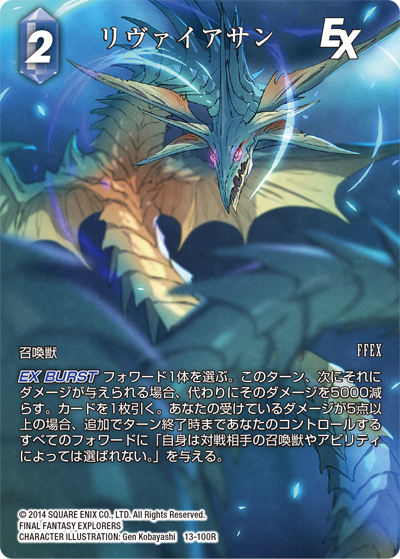 2
リヴァイアサン
EX
召喚獣
FFEX
EX BURST フォワード1体を選ぶ。このターン、次にそれに
ダメージが与えられる場合、代わりにそのダメージを5000減
らす。カードを1枚引く。あなたの受けているダメージが5点以
上の場合、追加でターン終了時まであなたのコントロールする
すべてのフォワードに「自身は対戦相手の召喚獣やアビリティ
によっては選ばれない。」を与える。
© 2014 SQUARE ENIX CO., LTD. All Rights Reserved.
FINAL FANTASY EXPLORERS
CHARACTER ILLUSTRATION: Gen Kobayashi 13-100R